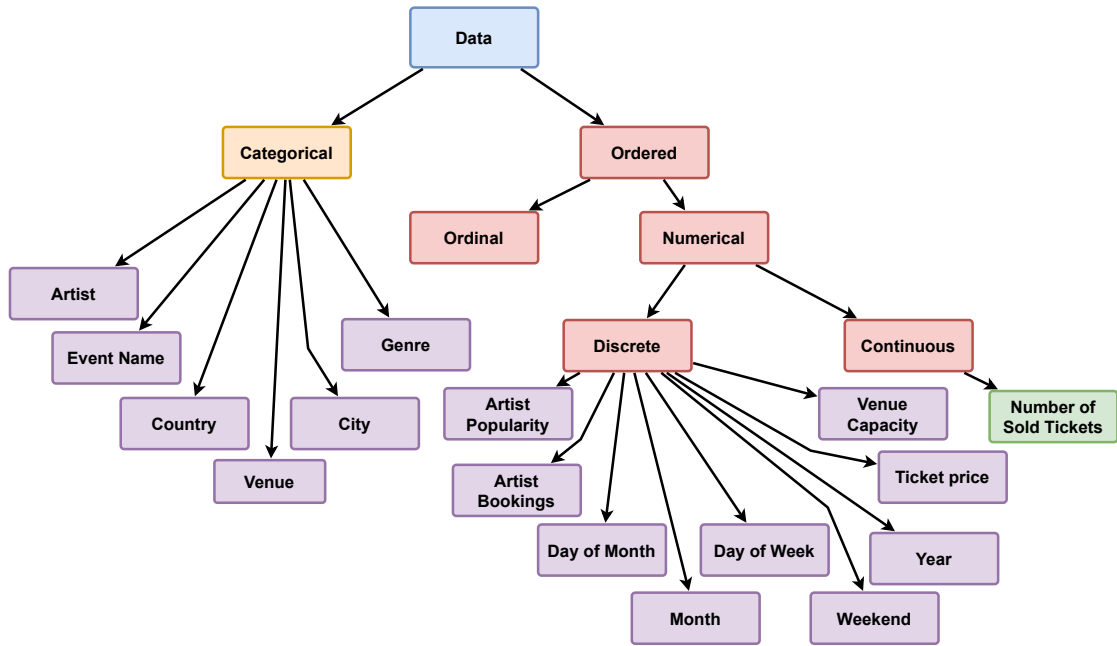 Data
Categorical
Ordered
Ordinal
Numerical
Artist
Event Name
Genre
Discrete
Continuous
Country
City
Artist
Popularity
Venue
Capacity
Number of
Sold Tickets
Venue
Artist
Bookings
Ticket price
Day of Month
Day of Week
Year
Month
Weekend